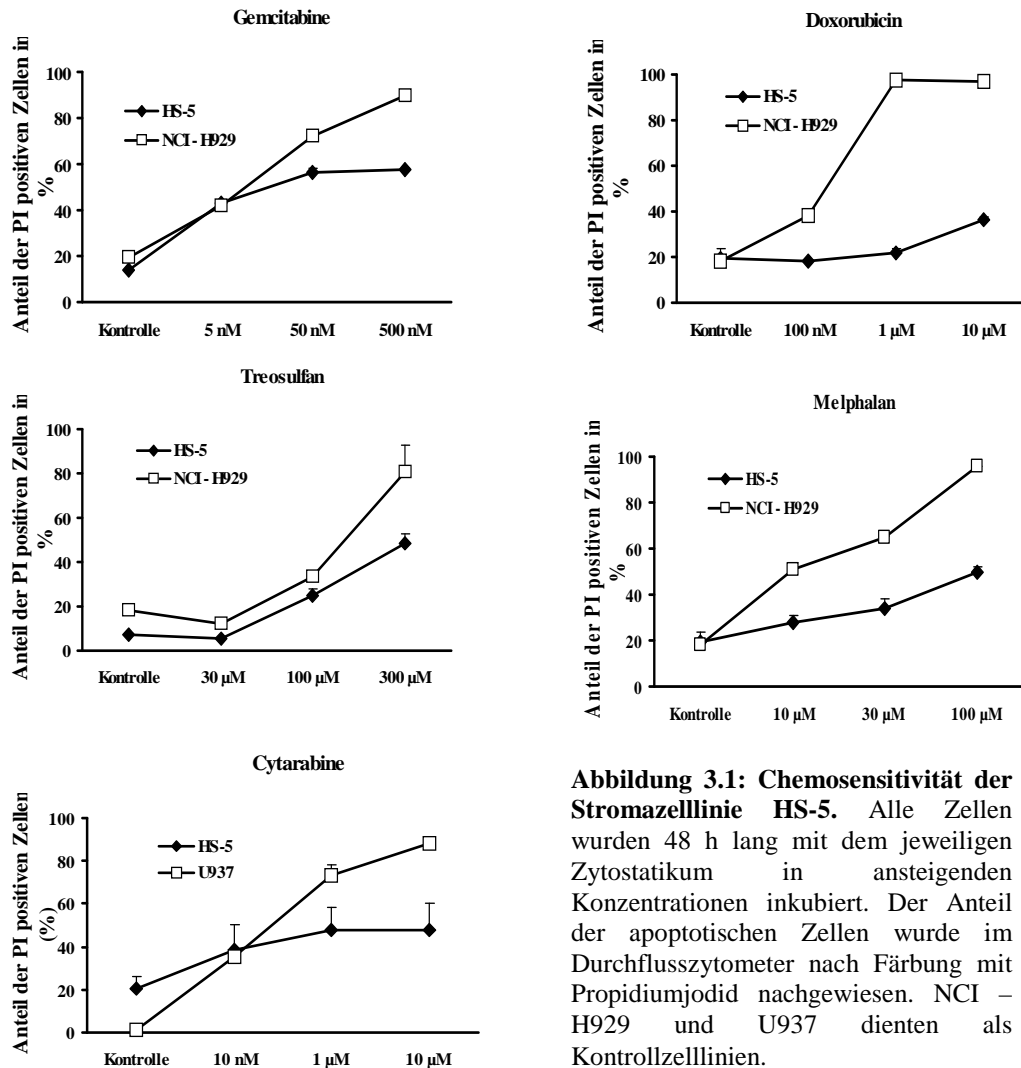 Gemcitabine
Anteil der PI positiven Zellen in
%
100
80
60
40
20
0
HS-5
NCI - H929
Kontrolle 5 nM 50 nM 500 nM
Doxorubicin
Anteil der PI positiven Zellen in
%
100
80
60
40
20
0
HS-5
NCI - H929
Kontrolle 100 nM 1 µM 10 µM
Treosulfan
Anteil der PI positiven Zellen in
%
100
80
60
40
20
0
HS-5
NCI - H929
Kontrolle 30 µM 100 µM 300 µM
Melphalan
Anteil der PI positiven Zellen in
%
100
80
60
40
20
0
HS-5
NCI - H929
Kontrolle 10 µM 30 µM 100 µM
Cytarabine
Anteil der PI positiven Zellen
(%)
100
80
60
40
20
0
HS-5
U937
Kontrolle 10 nM 1 µM 10 µM
Abbildung 3.1: Chemosensitivität der
Stromazelllinie HS-5. Alle Zellen
wurden 48 h lang mit dem jeweiligen
Zytostatikum in ansteigenden
Konzentrationen inkubiert. Der Anteil
der apoptotischen Zellen wurde im
Durchflusszytometer nach Färbung mit
Propidiumjodid nachgewiesen. NCI –
H929 und U937 dienten als
Kontrollzelllinien.